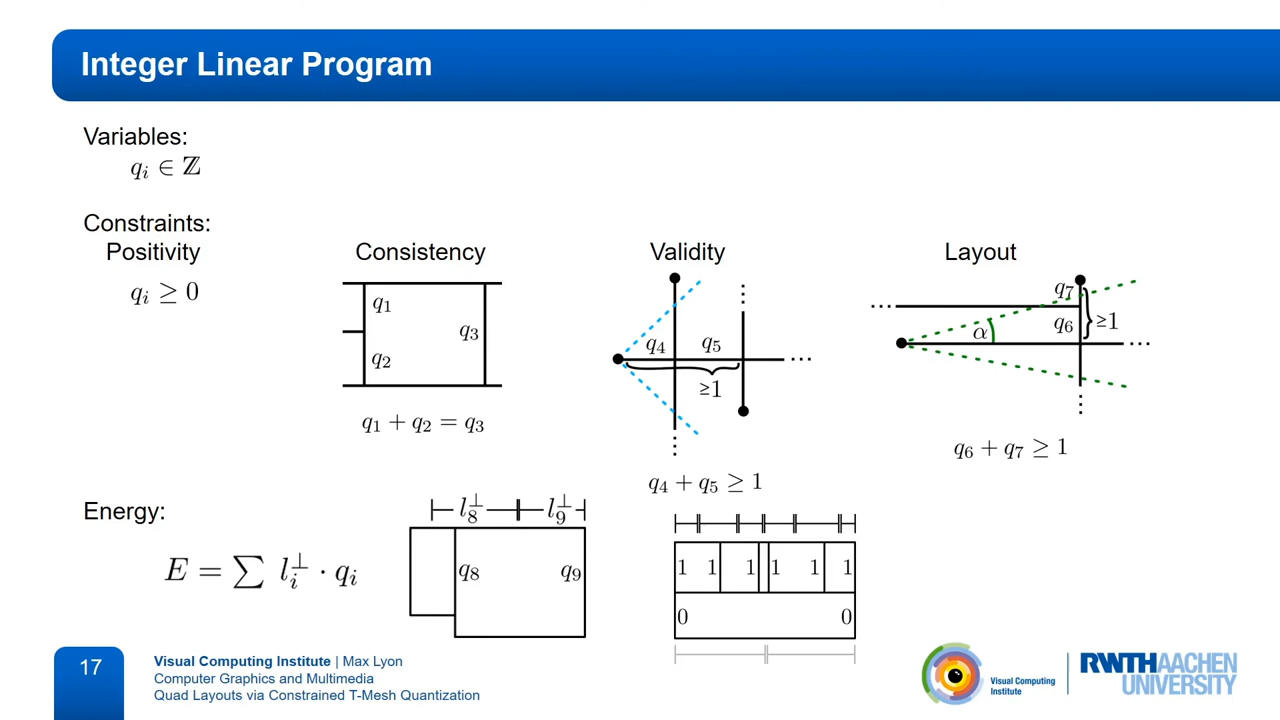 Integer Linear Program
Variables:
q_i ∈ ℤ
Constraints:
Positivity
q_i ≥ 0
Consistency
q_1
q_2
q_3
q_1 + q_2 = q_3
Validity
q_4 q_5
≥1
...
q_4 + q_5 ≥ 1
Layout
q_7
q_6
≥1
α
...
q_6 + q_7 ≥ 1
Energy:
E = ∑ l_i^⊥ · q_i
l_8^⊥ l_9^⊥
q_8 q_9
1 1 1 1 1 1
0 0
17
Visual Computing Institute | Max Lyon
Computer Graphics and Multimedia
Quad Layouts via Constrained T-Mesh Quantization
Visual Computing
Institute
RWTHAACHEN
UNIVERSITY